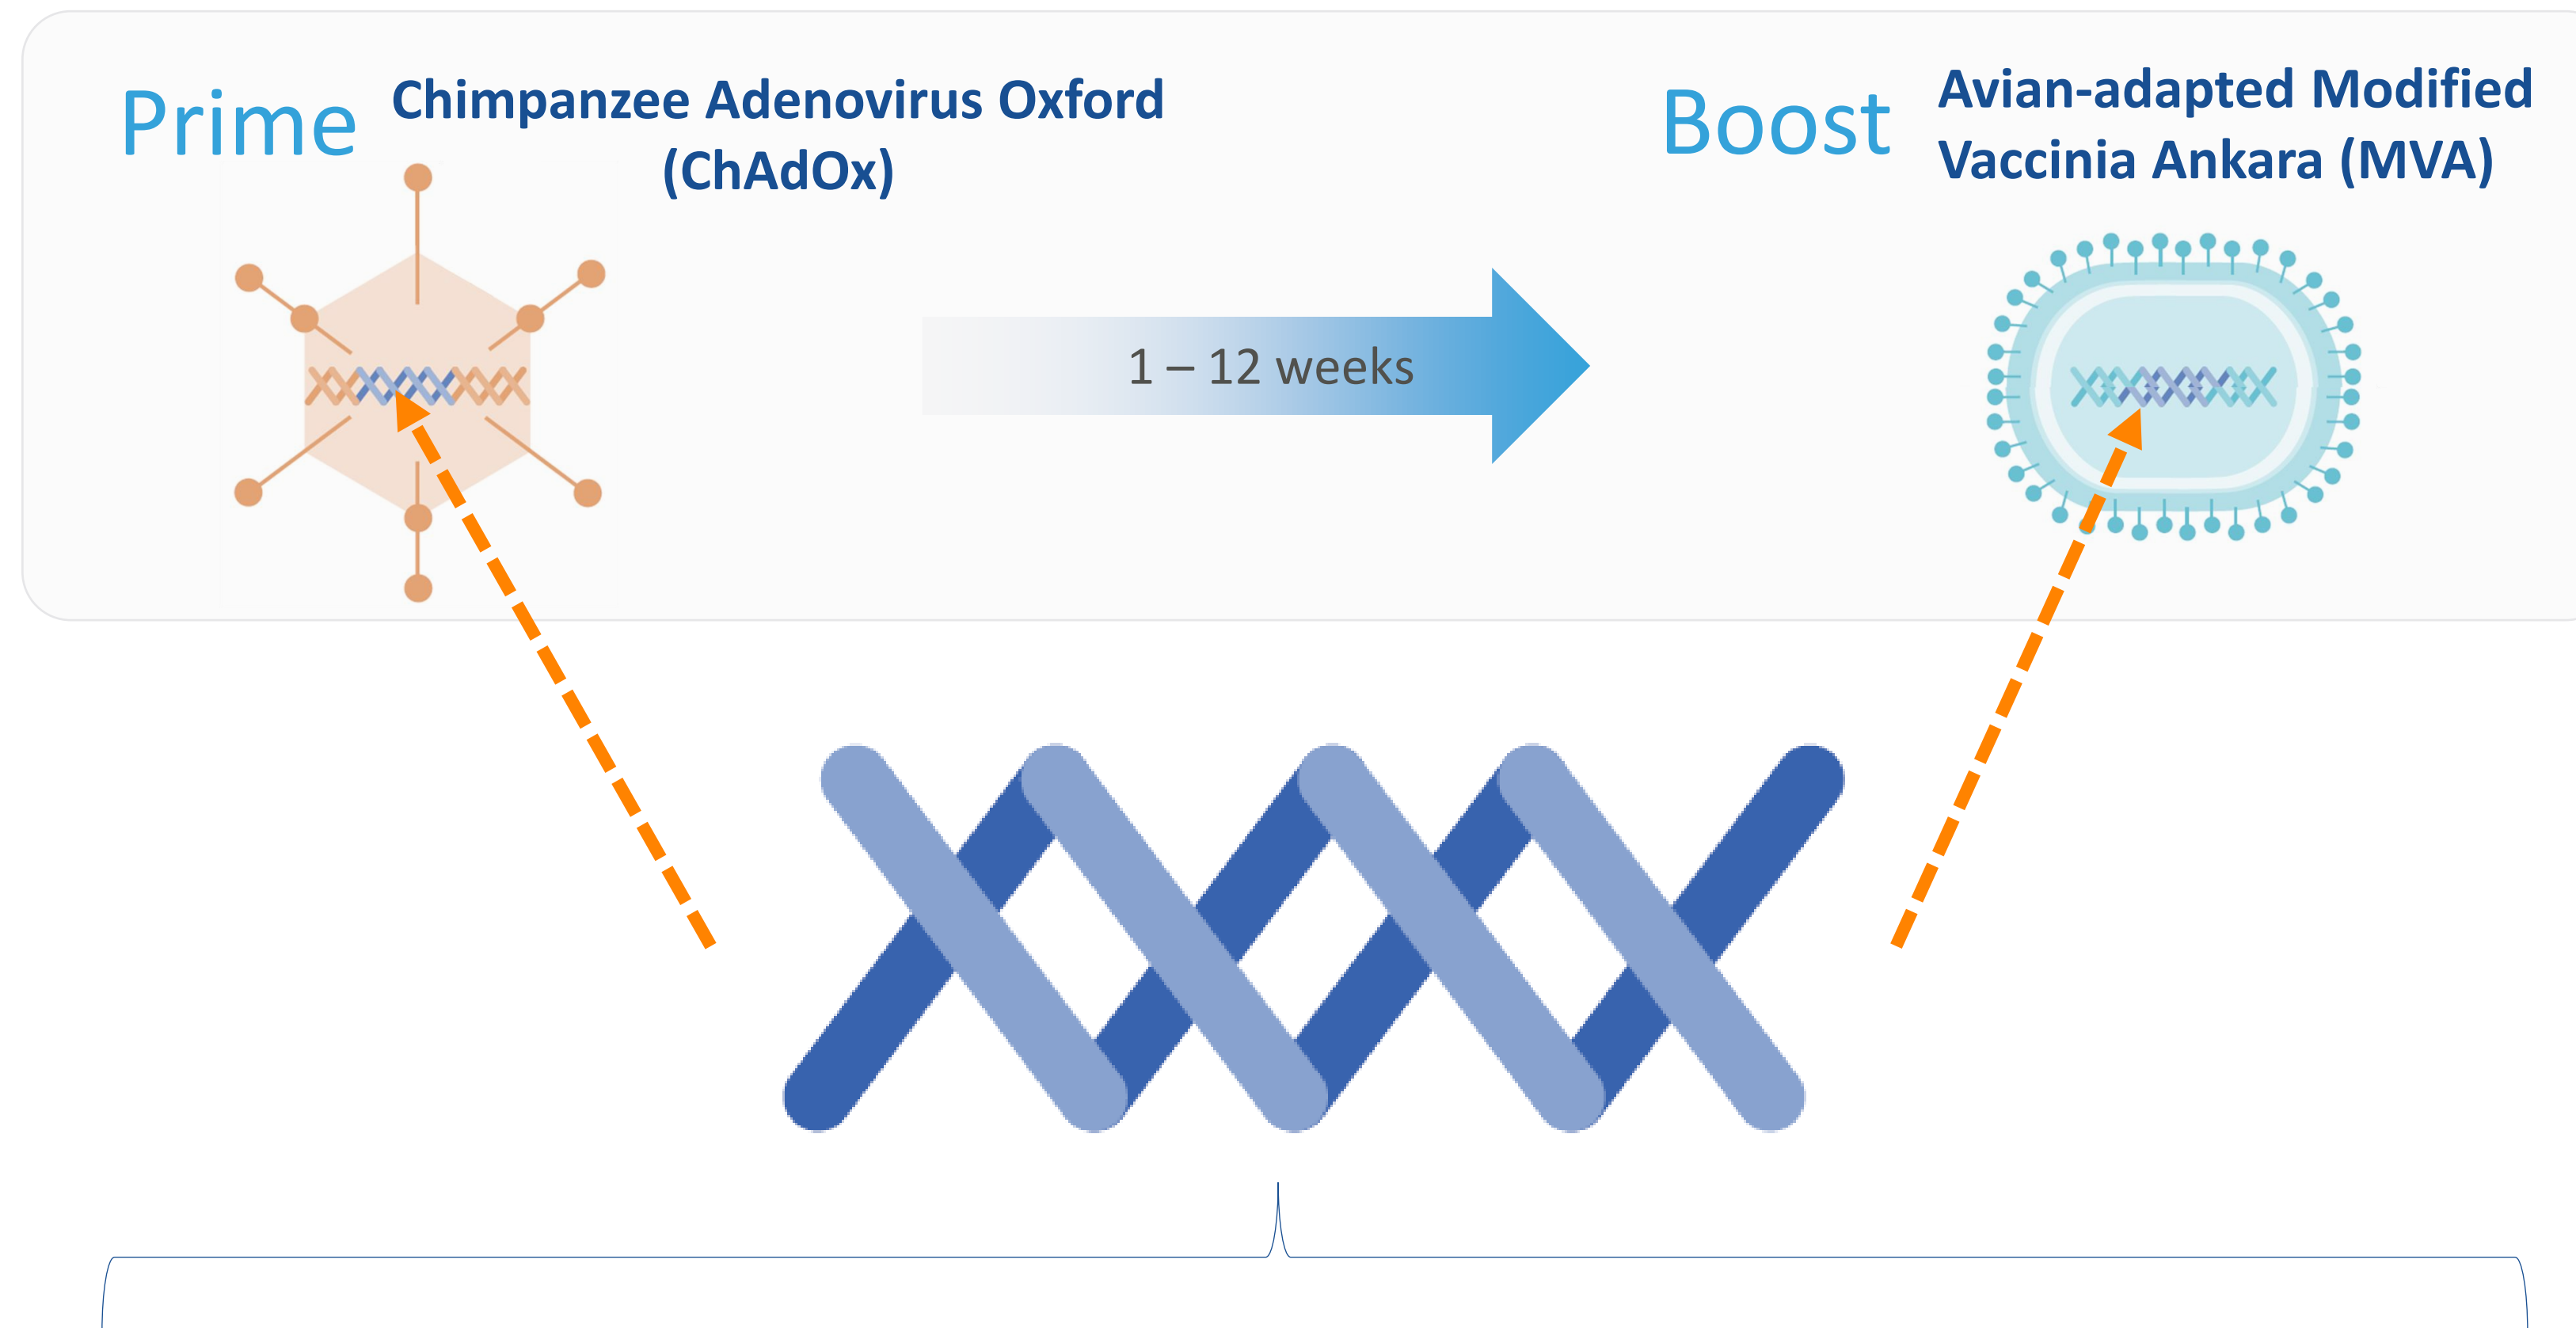 Prime
Chimpanzee Adenovirus Oxford
(ChAdOx)
Boost
Avian-adapted Modified
Vaccinia Ankara (MVA)
1 – 12 weeks